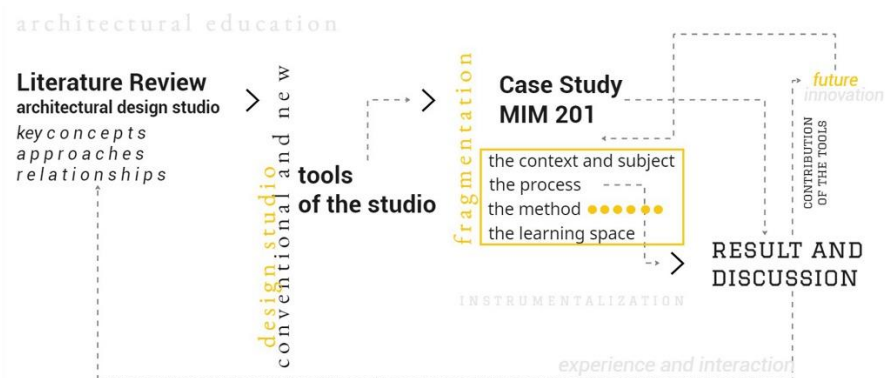 architectural education
Literature Review
architectural design studio
key concepts
approaches
relationships
design studio
conventional and new
tools
of the studio
fragmentation
Case Study
MIM 201
the context and subject
the process
the method
the learning space
INSTRUMENTALIZATION
RESULT AND
DISCUSSION
CONTRIBUTION
OF THE TOOLS
future
innovation
experience and interaction